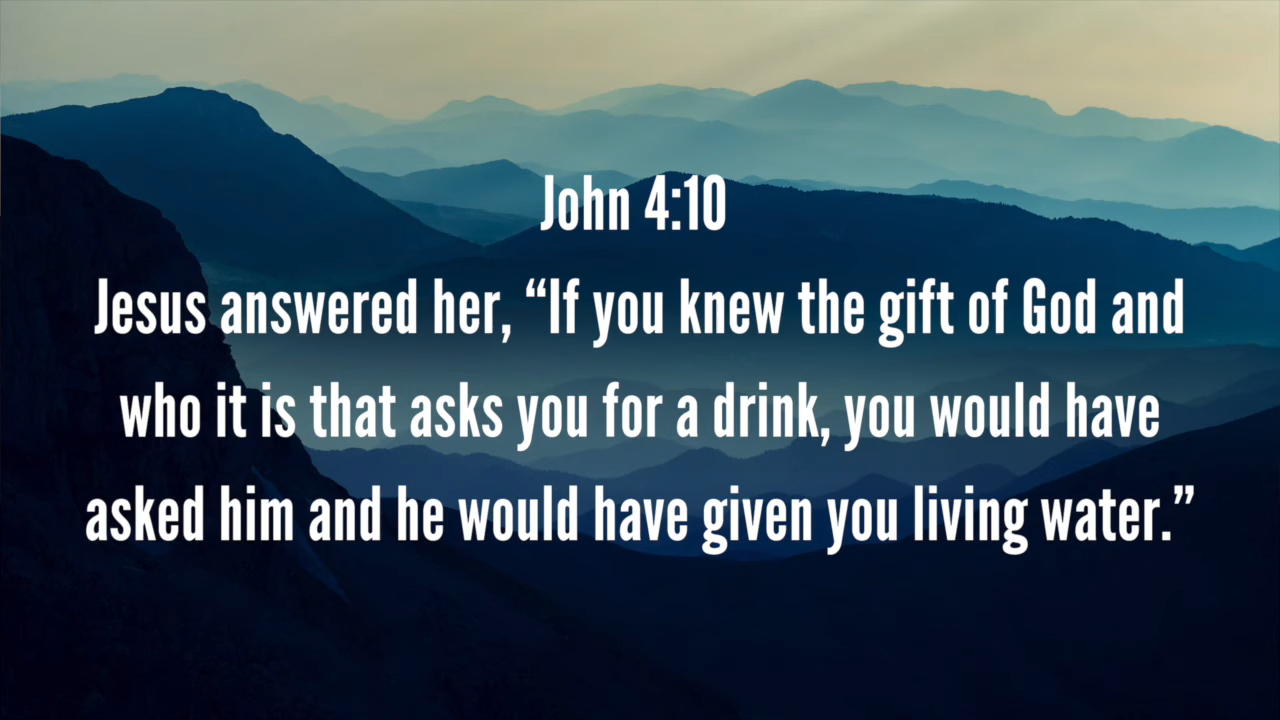 John 4:10
Jesus answered her, “If you knew the gift of God and
who it is that asks you for a drink, you would have
asked him and he would have given you living water.”